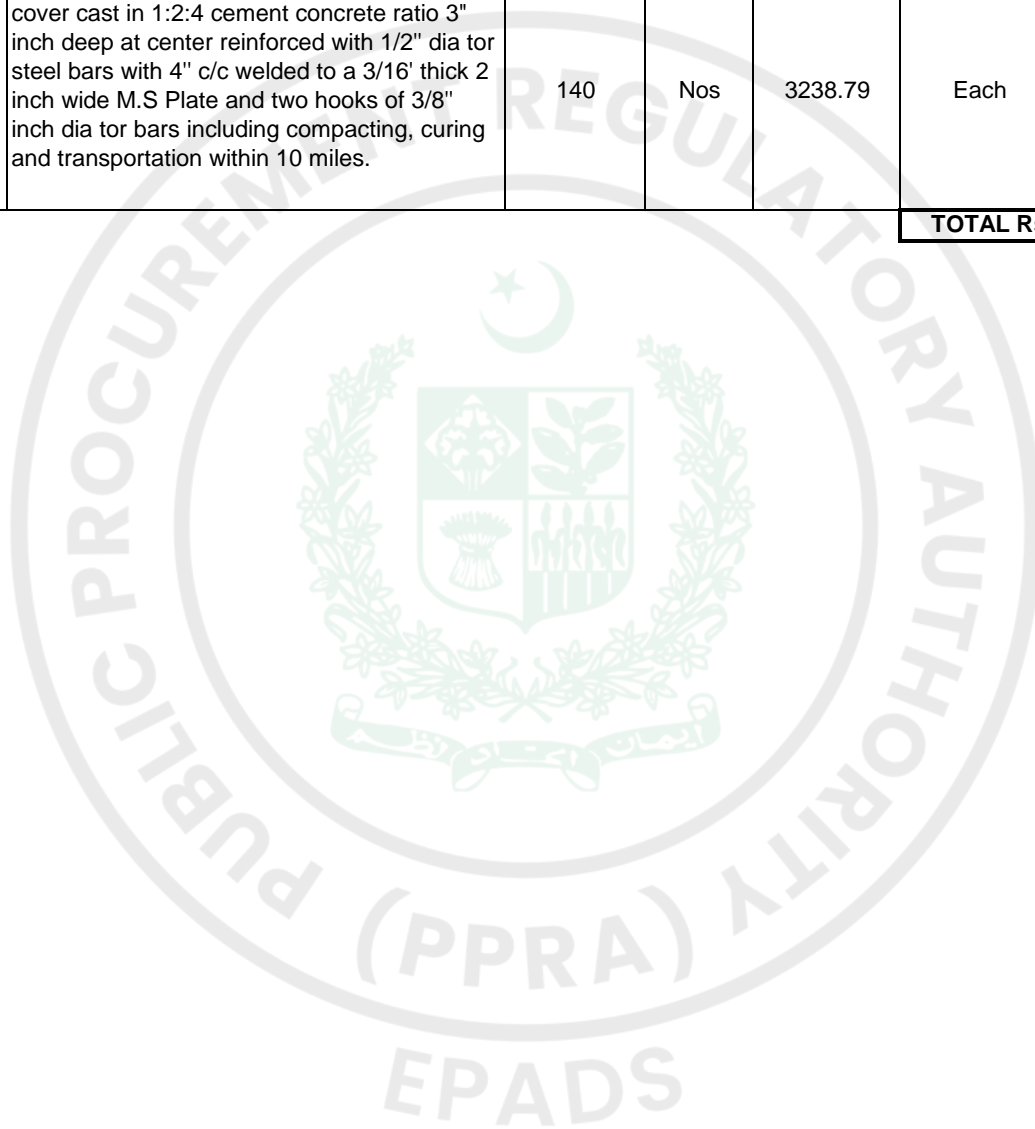 cover cast in 1:2:4 cement concrete ratio 3"
inch deep at center reinforced with 1/2" dia tor
steel bars with 4" c/c welded to a 3/16' thick 2
inch wide M.S Plate and two hooks of 3/8"
inch dia tor bars including compacting, curing
and transportation within 10 miles.
140 Nos 3238.79 Each
TOTAL R
PUBLIC PROCUREMENT REGULATORY AUTHORITY
(PPRA)
EPADS